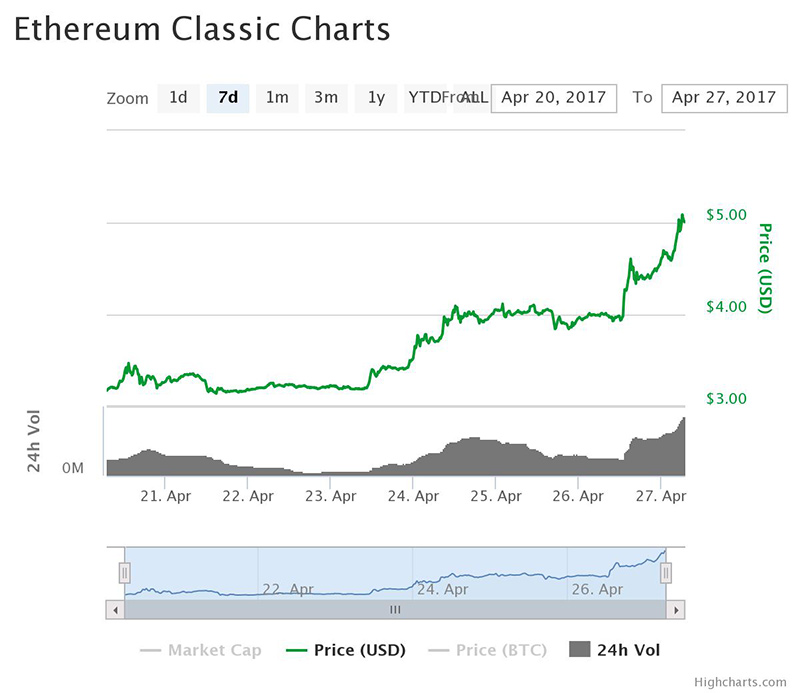 Ethereum Classic Charts
Zoom 1d 7d 1m 3m 1y YTD From ALL Apr 20, 2017 To Apr 27, 2017
$5.00
$4.00
$3.00
Price (USD)
24h Vol
0M
21. Apr 22. Apr 23. Apr 24. Apr 25. Apr 26. Apr 27. Apr
22. Apr 24. Apr 26. Apr
Market Cap Price (USD) Price (BTC) 24h Vol
Highcharts.com